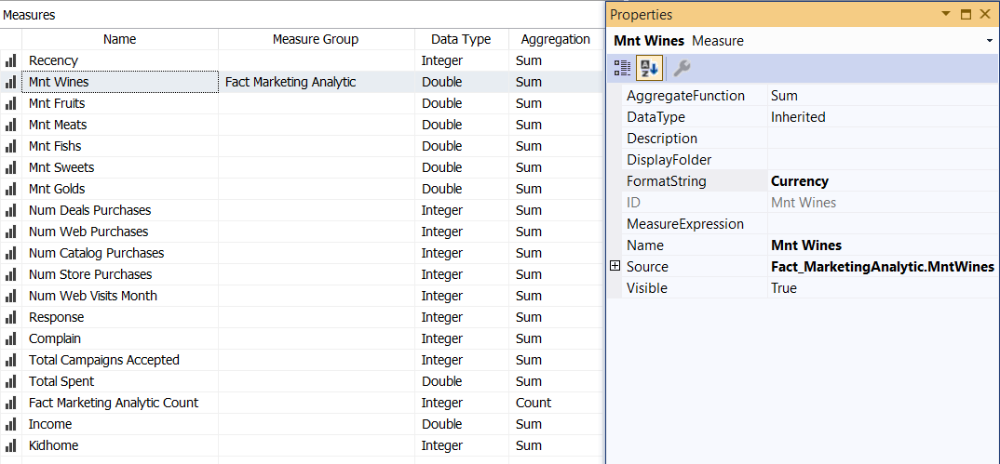 Measures
Name Measure Group Data Type Aggregation
Recency Integer Sum
Mnt Wines Fact Marketing Analytic Double Sum
Mnt Fruits Double Sum
Mnt Meats Double Sum
Mnt Fishs Double Sum
Mnt Sweets Double Sum
Mnt Golds Double Sum
Num Deals Purchases Integer Sum
Num Web Purchases Integer Sum
Num Catalog Purchases Integer Sum
Num Store Purchases Integer Sum
Num Web Visits Month Integer Sum
Response Integer Sum
Complain Integer Sum
Total Campaigns Accepted Integer Sum
Total Spent Double Sum
Fact Marketing Analytic Count Integer Count
Income Double Sum
Kidhome Integer Sum
Properties
Mnt Wines Measure
AggregateFunction Sum
DataType Inherited
Description
DisplayFolder
FormatString Currency
ID Mnt Wines
MeasureExpression
Name Mnt Wines
Source Fact_MarketingAnalytic.MntWines
Visible True